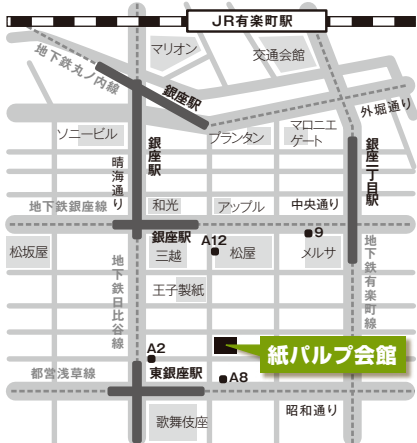 JR有楽町駅
マリオン
交通会館
地下鉄丸ノ内線
銀座駅
外堀通り
ソニービル
プランタン
マロニエ
ゲート
銀座駅
晴海通り
銀座一丁目駅
地下鉄銀座線
和光
アップル
中央通り
銀座駅
A12
9
松坂屋
三越
松屋
メルサ
地下鉄日比谷線
地下鉄有楽町線
王子製紙
A2
紙パルプ会館
都営浅草線
東銀座駅
A8
歌舞伎座
昭和通り